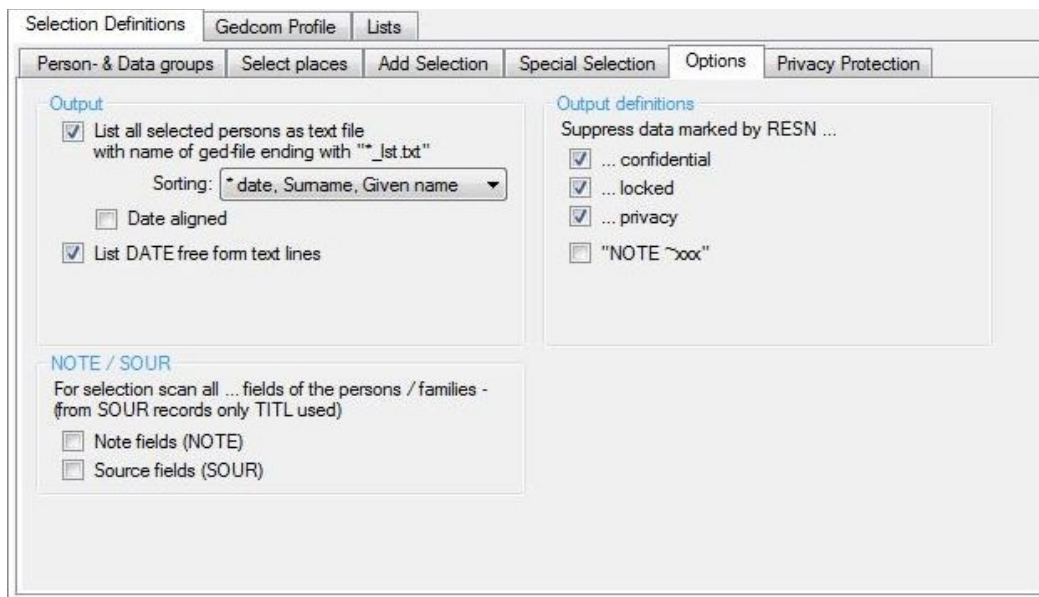 Selection Definitions Gedcom Profile Lists
Person- & Data groups Select places Add Selection Special Selection Options Privacy Protection
Output
List all selected persons as text file
with name of ged-file ending with "*_lst.txt"
Sorting: * date, Surname, Given name
Date aligned
List DATE free form text lines
Output definitions
Suppress data marked by RESN ...
... confidential
... locked
... privacy
"NOTE ~xxx"
NOTE / SOUR
For selection scan all ... fields of the persons / families -
(from SOUR records only TITL used)
Note fields (NOTE)
Source fields (SOUR)